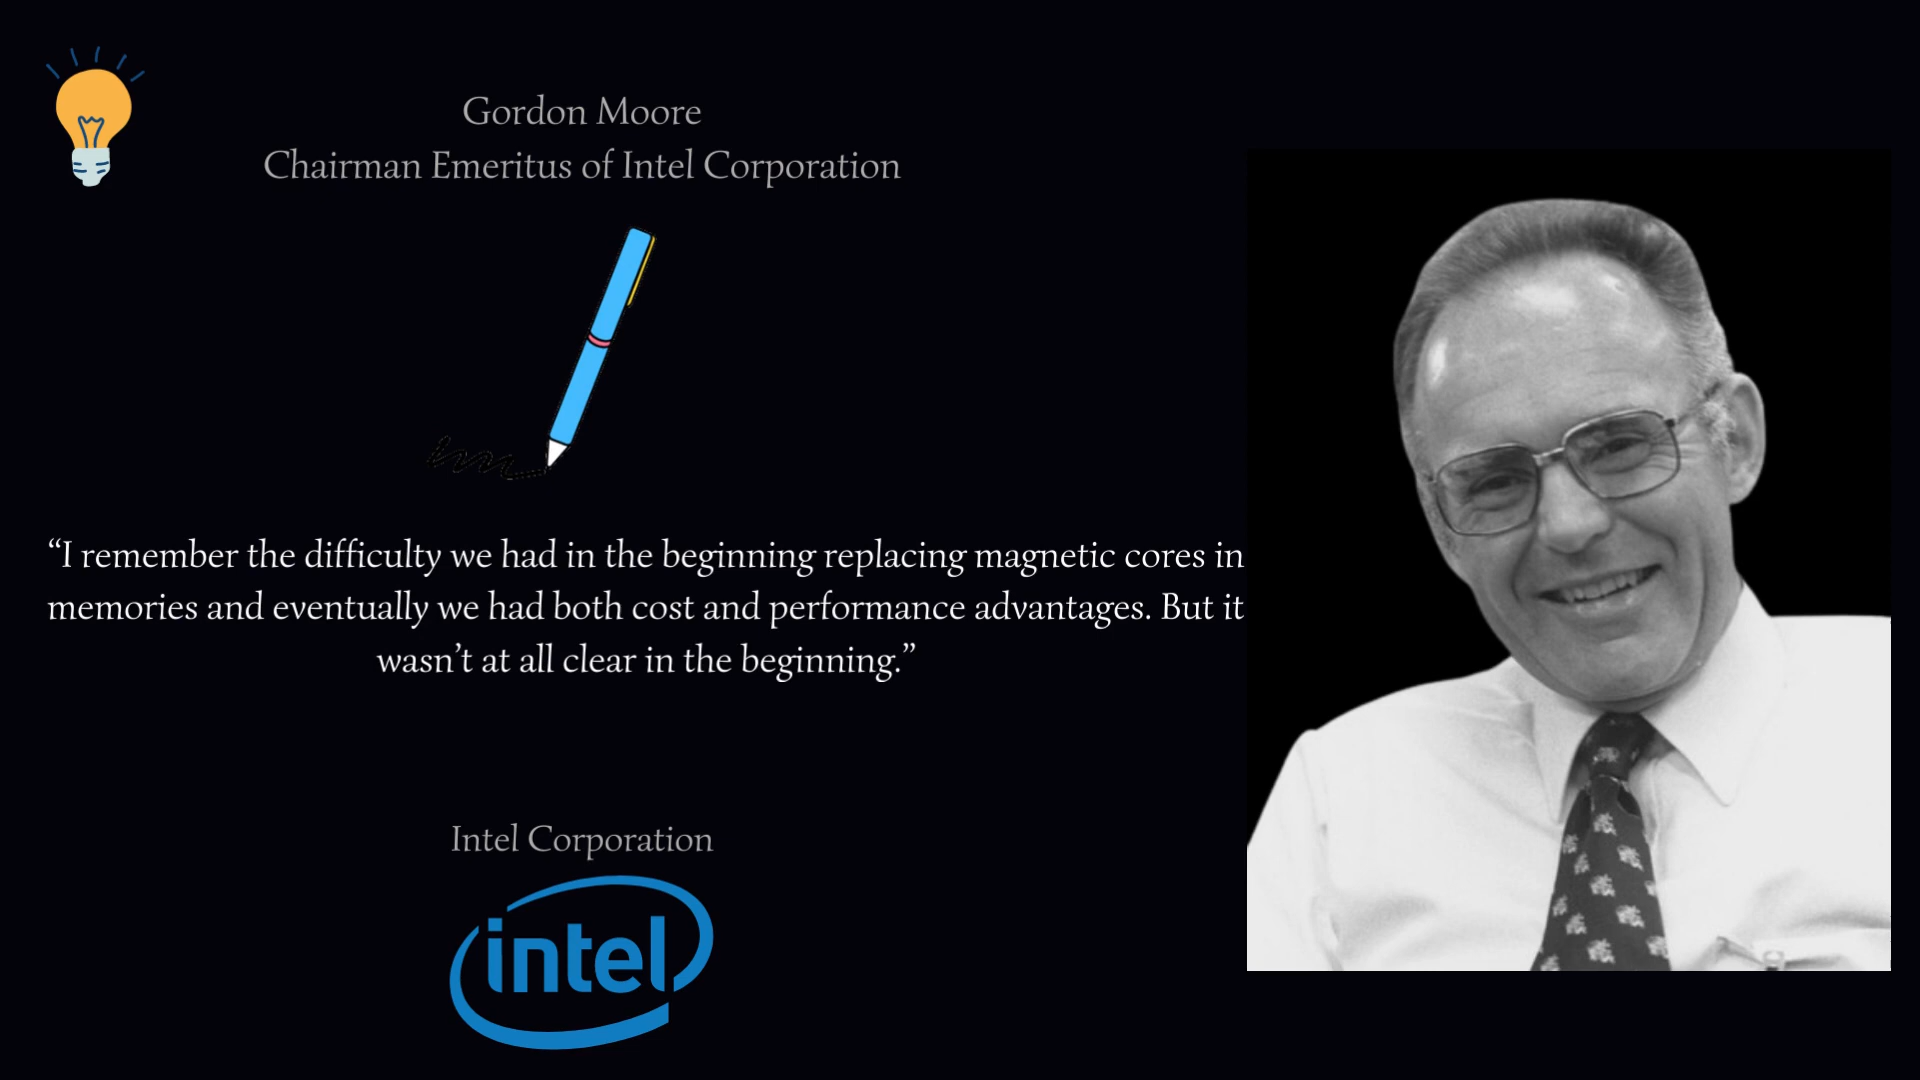 Gordon Moore
Chairman Emeritus of Intel Corporation
“I remember the difficulty we had in the beginning replacing magnetic cores in
memories and eventually we had both cost and performance advantages. But it
wasn’t at all clear in the beginning.”
Intel Corporation
intel